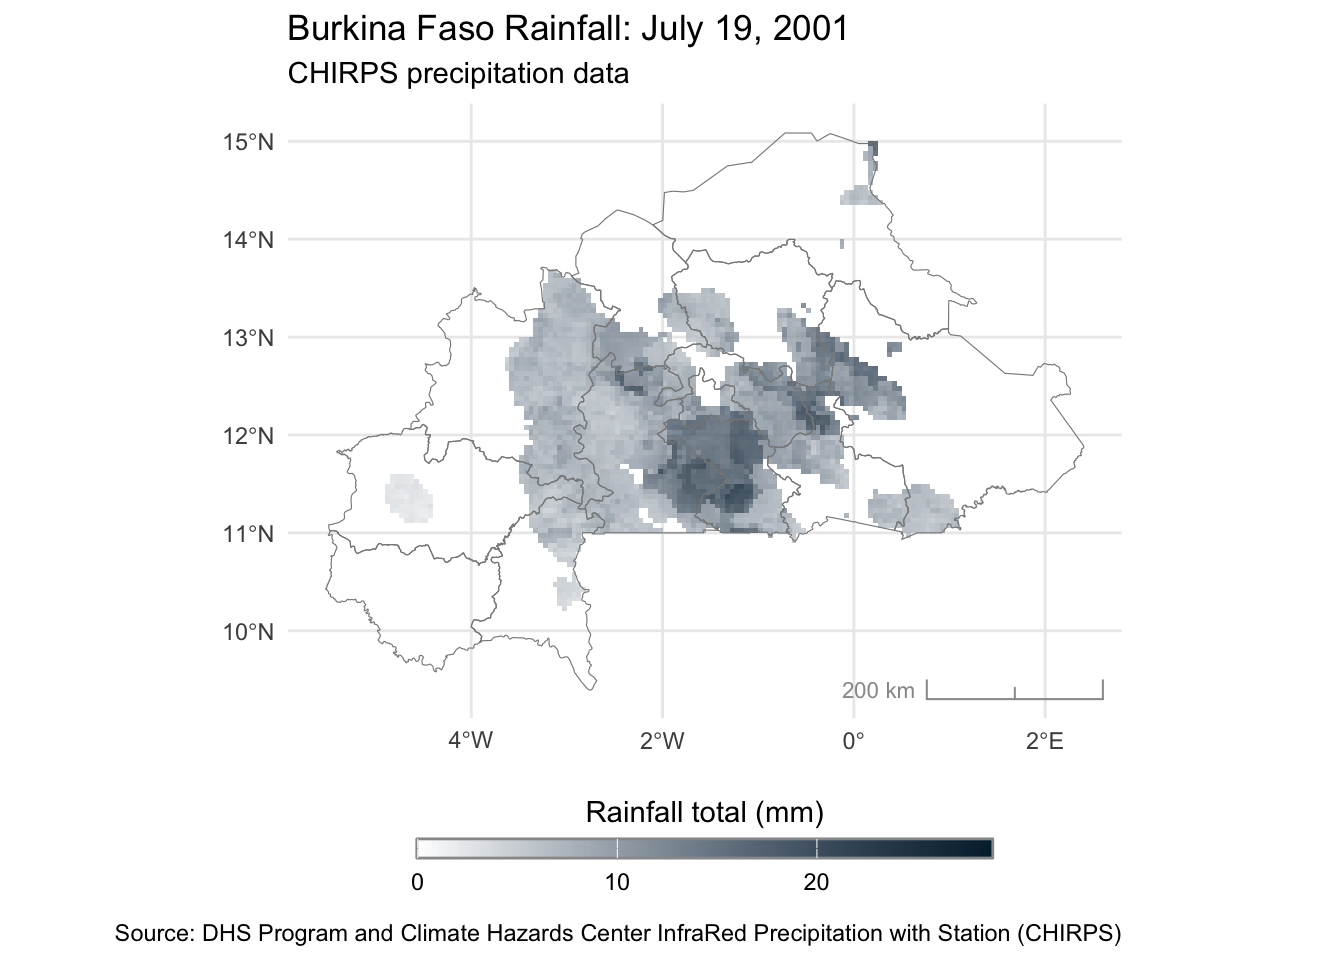 Burkina Faso Rainfall: July 19, 2001
CHIRPS precipitation data
15°N
14°N
13°N
12°N
11°N
10°N
200 km
4°W 2°W 0° 2°E
Rainfall total (mm)
0 10 20
Source: DHS Program and Climate Hazards Center InfraRed Precipitation with Station (CHIRPS)